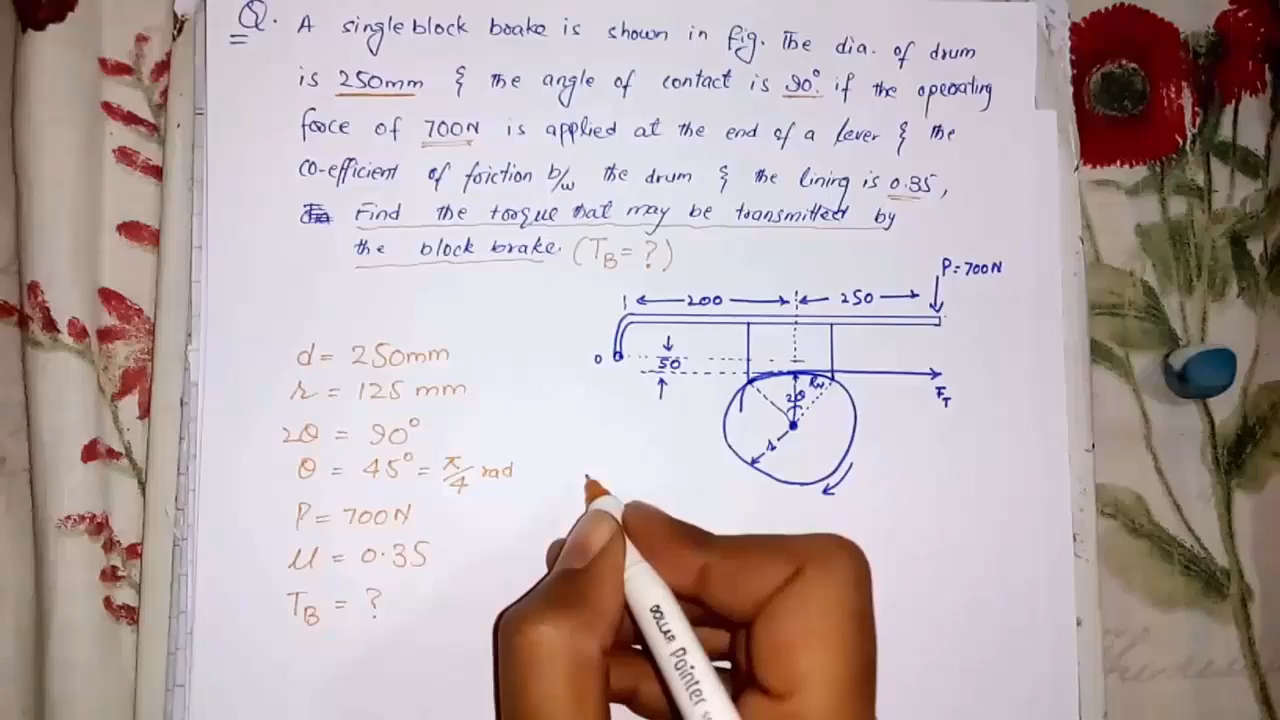 Q. A single block boake is shown in fig. The dia. of drum
is 250mm & the angle of contact is 90°. if the operating
force of 700N is applied at the end of a lever & the
co-efficient of friction b/w the drum & the lining is 0.35,
Find the torque that may be transmitted by
the block brake. (TB = ?)
P = 700N
200
250
O
50
FT
RN
2θ
r
d = 250mm
r = 125 mm
2θ = 90°
θ = 45° = π/4 rad
P = 700N
μ = 0.35
TB = ?
DOLLAR Pointer